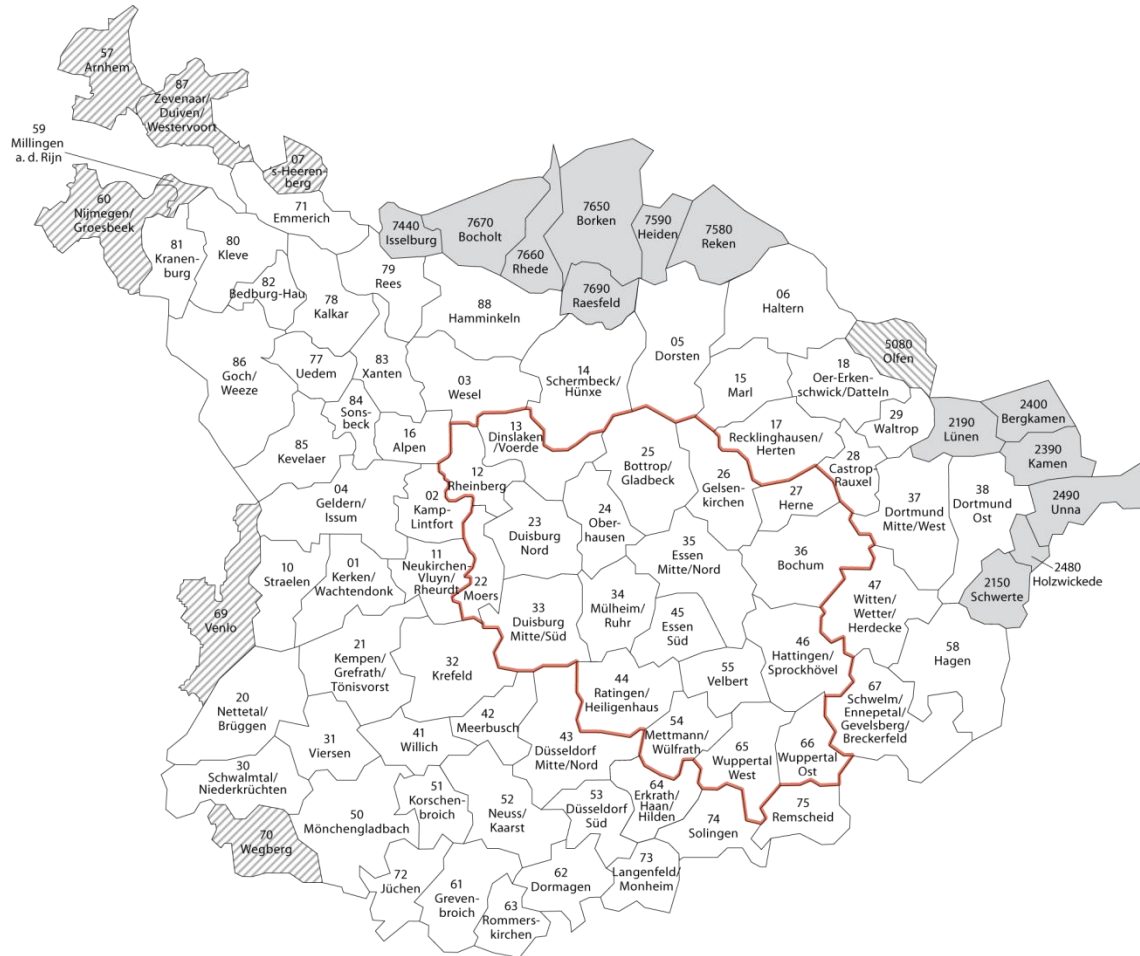 57
Arnhem
87
Zevenaar/
Duiven/
Westervoort
59
Millingen
a. d. Rijn
07
's-Heeren-
berg
60
Nijmegen/
Groesbeek
71
Emmerich
81
Kranen-
burg
80
Kleve
82
Bedburg-Hau
78
Kalkar
79
Rees
7440
Isselburg
7670
Bocholt
7660
Rhede
7650
Borken
7590
Heiden
7580
Reken
7690
Raesfeld
88
Hamminkeln
06
Haltern
05
Dorsten
5080
Olfen
86
Goch/
Weeze
77
Uedem
83
Xanten
84
Sons-
beck
03
Wesel
14
Schermbeck/
Hünxe
15
Marl
18
Oer-Erken-
schwick/Datteln
29
Waltrop
2190
Lünen
2400
Bergkamen
2390
Kamen
2490
Unna
2480
Holzwickede
2150
Schwerte
85
Kevelaer
16
Alpen
13
Dinslaken
/Voerde
17
Recklinghausen/
Herten
28
Castrop
Rauxel
12
Rheinberg
25
Bottrop/
Gladbeck
26
Gelsen-
kirchen
27
Herne
37
Dortmund
Mitte/West
38
Dortmund
Ost
04
Geldern/
Issum
02
Kamp-
Lintfort
23
Duisburg
Nord
24
Ober-
hausen
35
Essen
Mitte/Nord
36
Bochum
10
Straelen
01
Kerken/
Wachtendonk
11
Neukirchen-
Vluyn/
Rheurdt
22
Moers
33
Duisburg
Mitte/Süd
34
Mülheim/
Ruhr
45
Essen
Süd
47
Witten/
Wetter/
Herdecke
69
Venlo
21
Kempen/
Grefrath/
Tönisvorst
32
Krefeld
44
Ratingen/
Heiligenhaus
55
Velbert
46
Hattingen/
Sprockhövel
58
Hagen
67
Schwelm/
Ennepetal/
Gevelsberg/
Breckerfeld
20
Nettetal/
Brüggen
31
Viersen
41
Willich
42
Meerbusch
43
Düsseldorf
Mitte/Nord
54
Mettmann/
Wülfrath
65
Wuppertal
West
66
Wuppertal
Ost
30
Schwalmtal/
Niederkrüchten
50
Mönchengladbach
51
Korschen-
broich
52
Neuss/
Kaarst
53
Düsseldorf
Süd
64
Erkrath/
Haan/
Hilden
74
Solingen
75
Remscheid
70
Wegberg
72
Jüchen
61
Greven-
broich
63
Rommers-
kirchen
62
Dormagen
73
Langenfeld/
Monheim